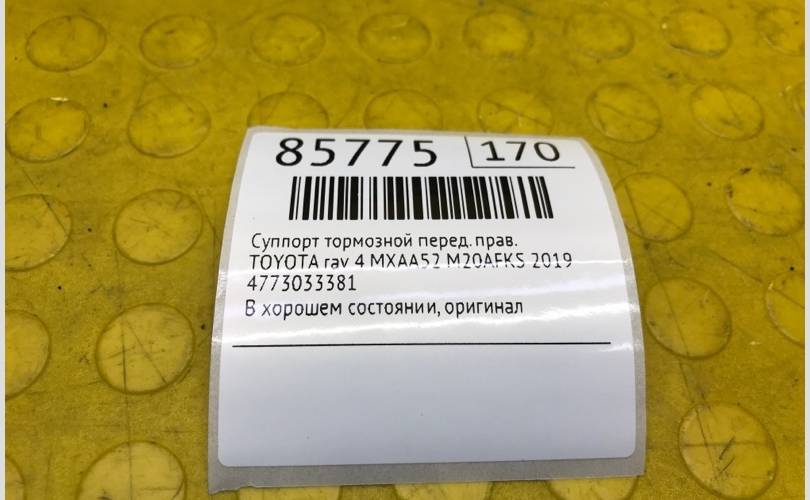 85775 170
Суппорт тормозной перед. прав.
TOYOTA rav 4 MXAA52 M20AFKS 2019
4773033381
В хорошем состоянии, оригинал